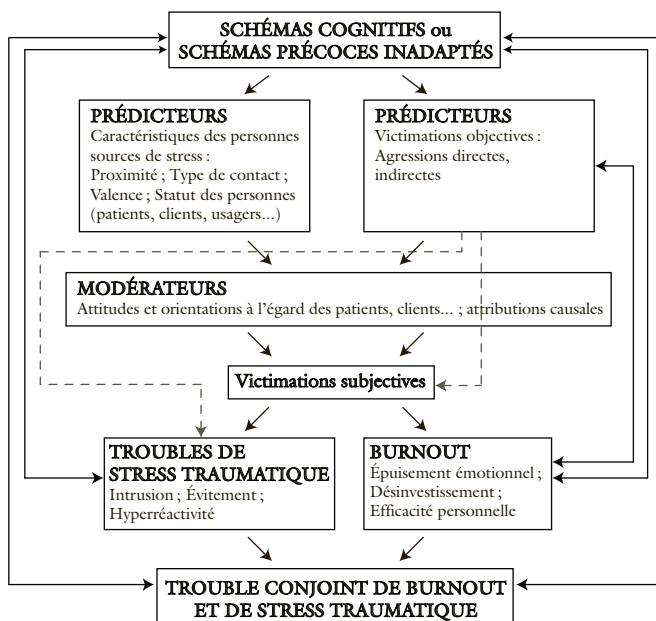 SCHÉMAS COGNITIFS ou
SCHÉMAS PRÉCOCES INADAPTÉS
PRÉDICTEURS
Caractéristiques des personnes
sources de stress :
Proximité ; Type de contact ;
Valence ; Statut des personnes
(patients, clients, usagers...)
PRÉDICTEURS
Victimations objectives :
Agressions directes,
indirectes
MODÉRATEURS
Attitudes et orientations à l'égard des patients, clients... ; attributions causales
Victimations subjectives
TROUBLES DE
STRESS TRAUMATIQUE
Intrusion ; Évitement ;
Hyperréactivité
BURNOUT
Épuisement émotionnel ;
Désinvestissement ;
Efficacité personnelle
TROUBLE CONJOINT DE BURNOUT
ET DE STRESS TRAUMATIQUE